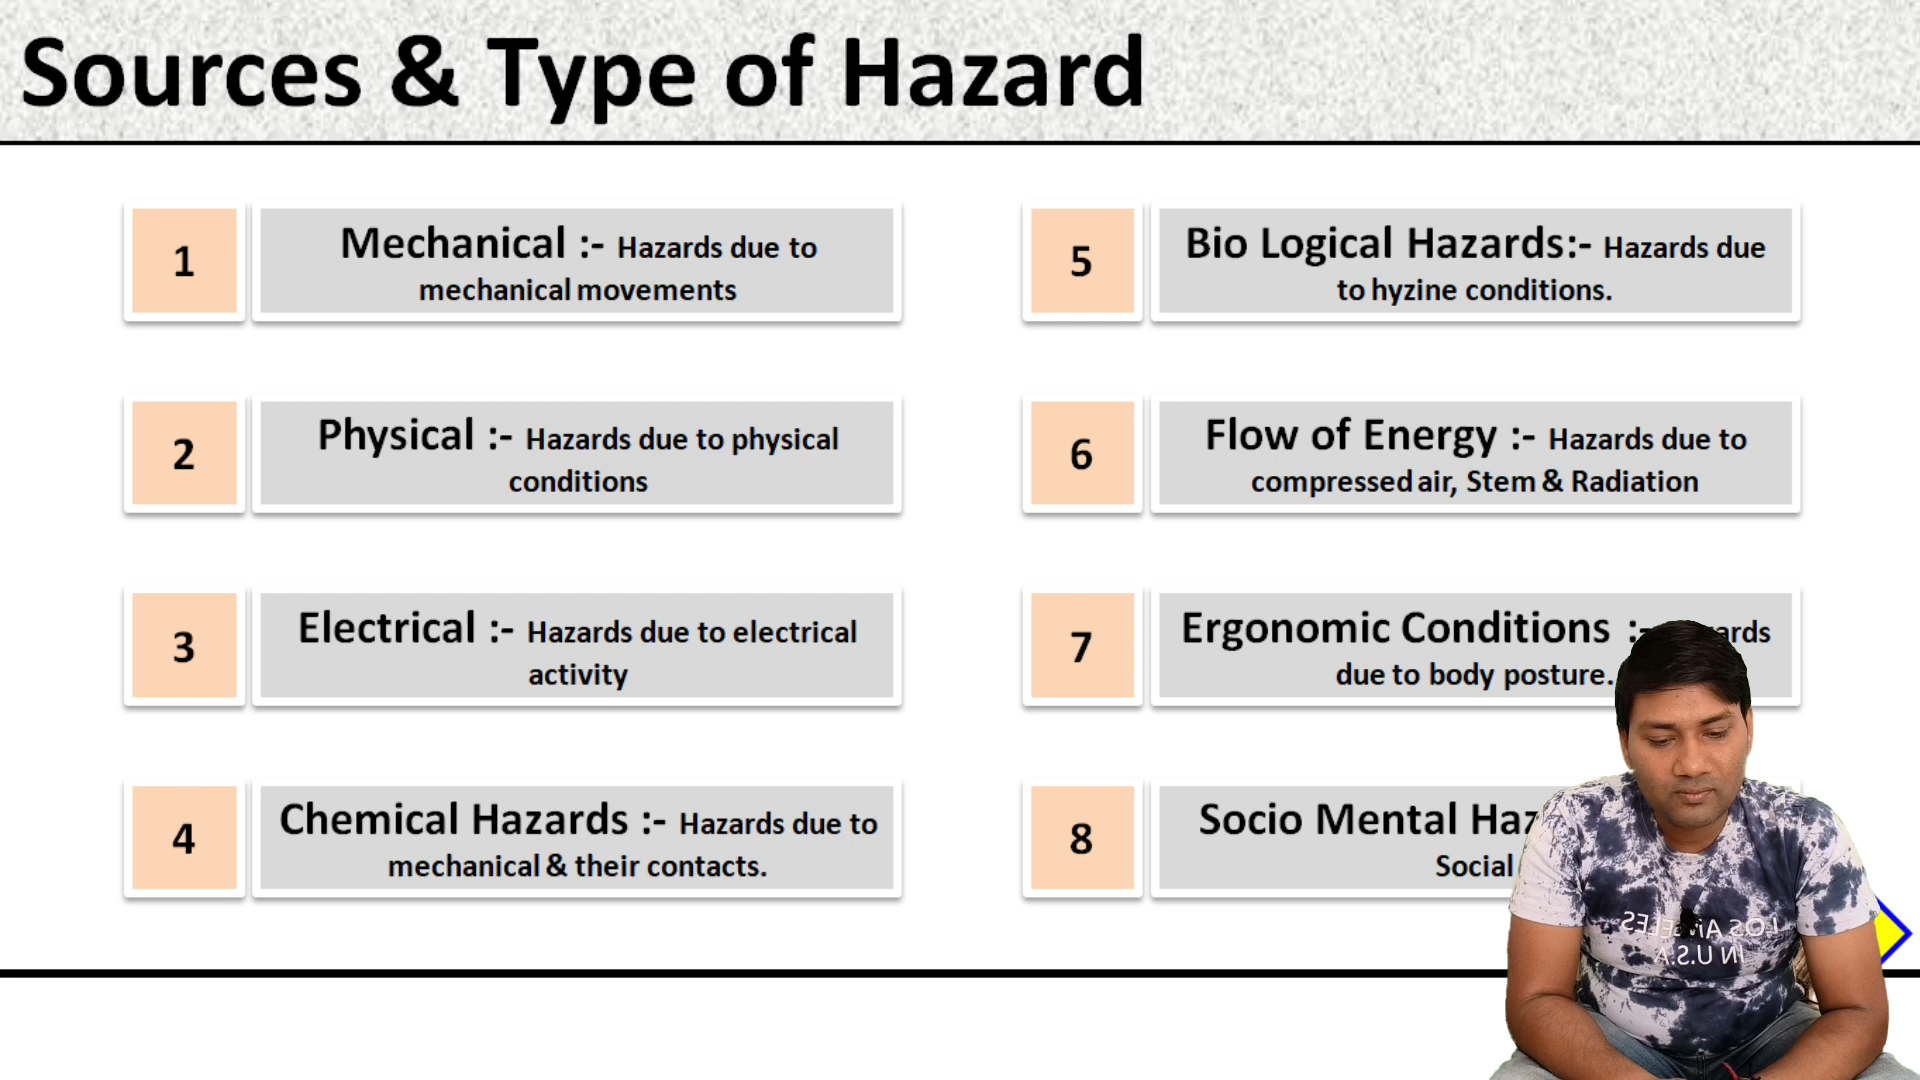 Sources & Type of Hazard
1
Mechanical :- Hazards due to
mechanical movements
2
Physical :- Hazards due to physical
conditions
3
Electrical :- Hazards due to electrical
activity
4
Chemical Hazards :- Hazards due to
mechanical & their contacts.
5
Bio Logical Hazards:- Hazards due
to hyzine conditions.
6
Flow of Energy :- Hazards due to
compressed air, Stem & Radiation
7
Ergonomic Conditions :-
due to body posture.
8
Socio Mental
Social
LOS ANGELES
IN U.S.A.